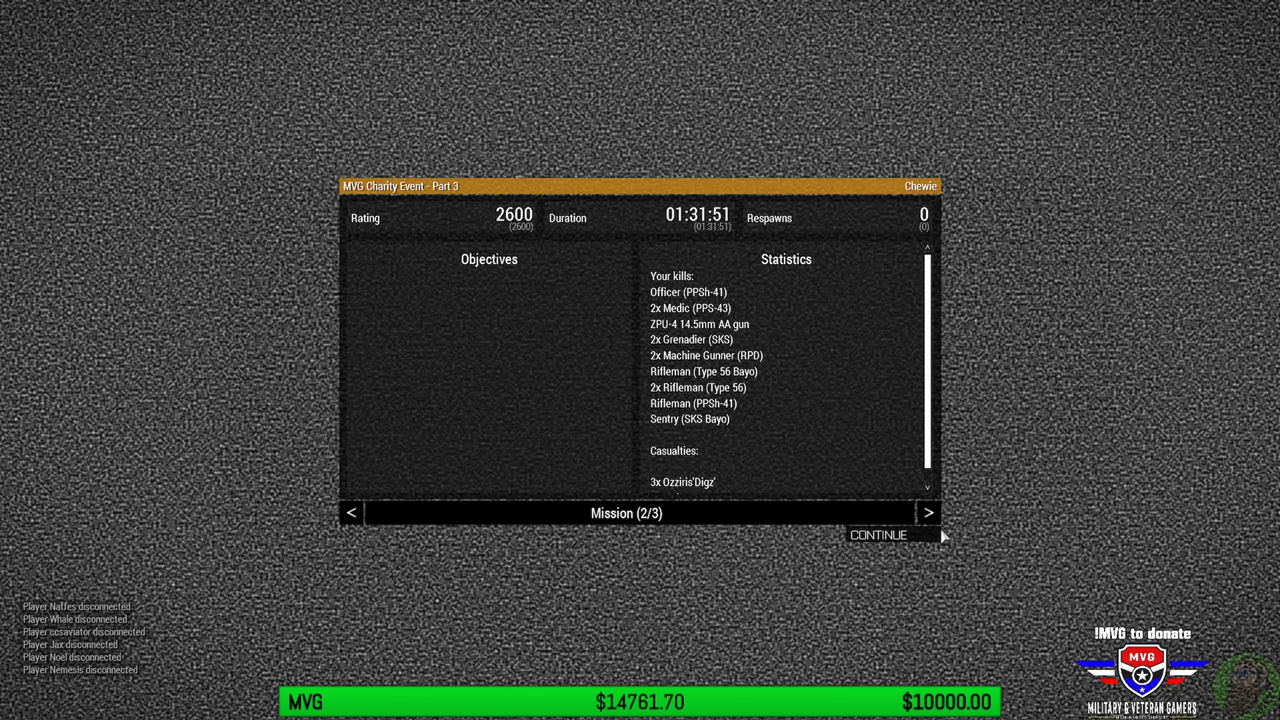 MVG Charity Event - Part 3
Chewie
Rating
2600
(2600)
Duration
01:31:51
(01:31:51)
Respawns
0
(0)
Objectives
Statistics
Your kills:
Officer (PPSh-41)
2x Medic (PPS-43)
ZPU-4 14.5mm AA gun
2x Grenadier (SKS)
2x Machine Gunner (RPD)
Rifleman (Type 56 Bayo)
2x Rifleman (Type 56)
Rifleman (PPSh-41)
Sentry (SKS Bayo)
Casualties:
3x Ozziris'Digz'
< Mission (2/3) >
CONTINUE
Player Naffes disconnected
Player Whale disconnected
Player ccsaviator disconnected
Player Jax disconnected
Player Noel disconnected
Player Nemesis disconnected
!MVG to donate
MVG
MILITARY & VETERAN GAMERS
MVG $14761.70 $10000.00